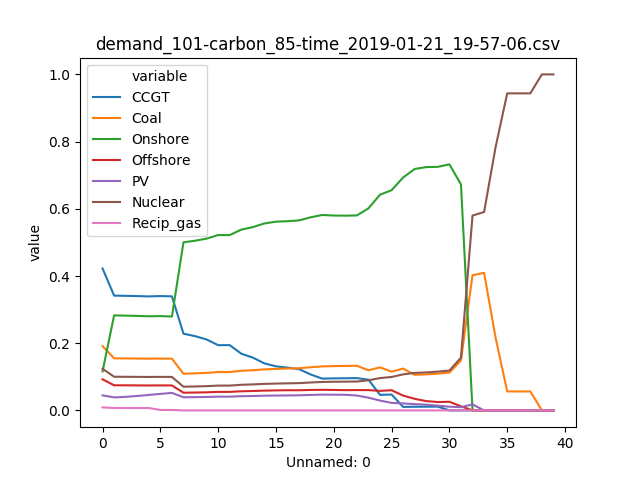 demand_101-carbon_85-time_2019-01-21_19-57-06.csv
variable
CCGT
Coal
Onshore
Offshore
PV
Nuclear
Recip_gas
value
1.0
0.8
0.6
0.4
0.2
0.0
0 5 10 15 20 25 30 35 40
Unnamed: 0